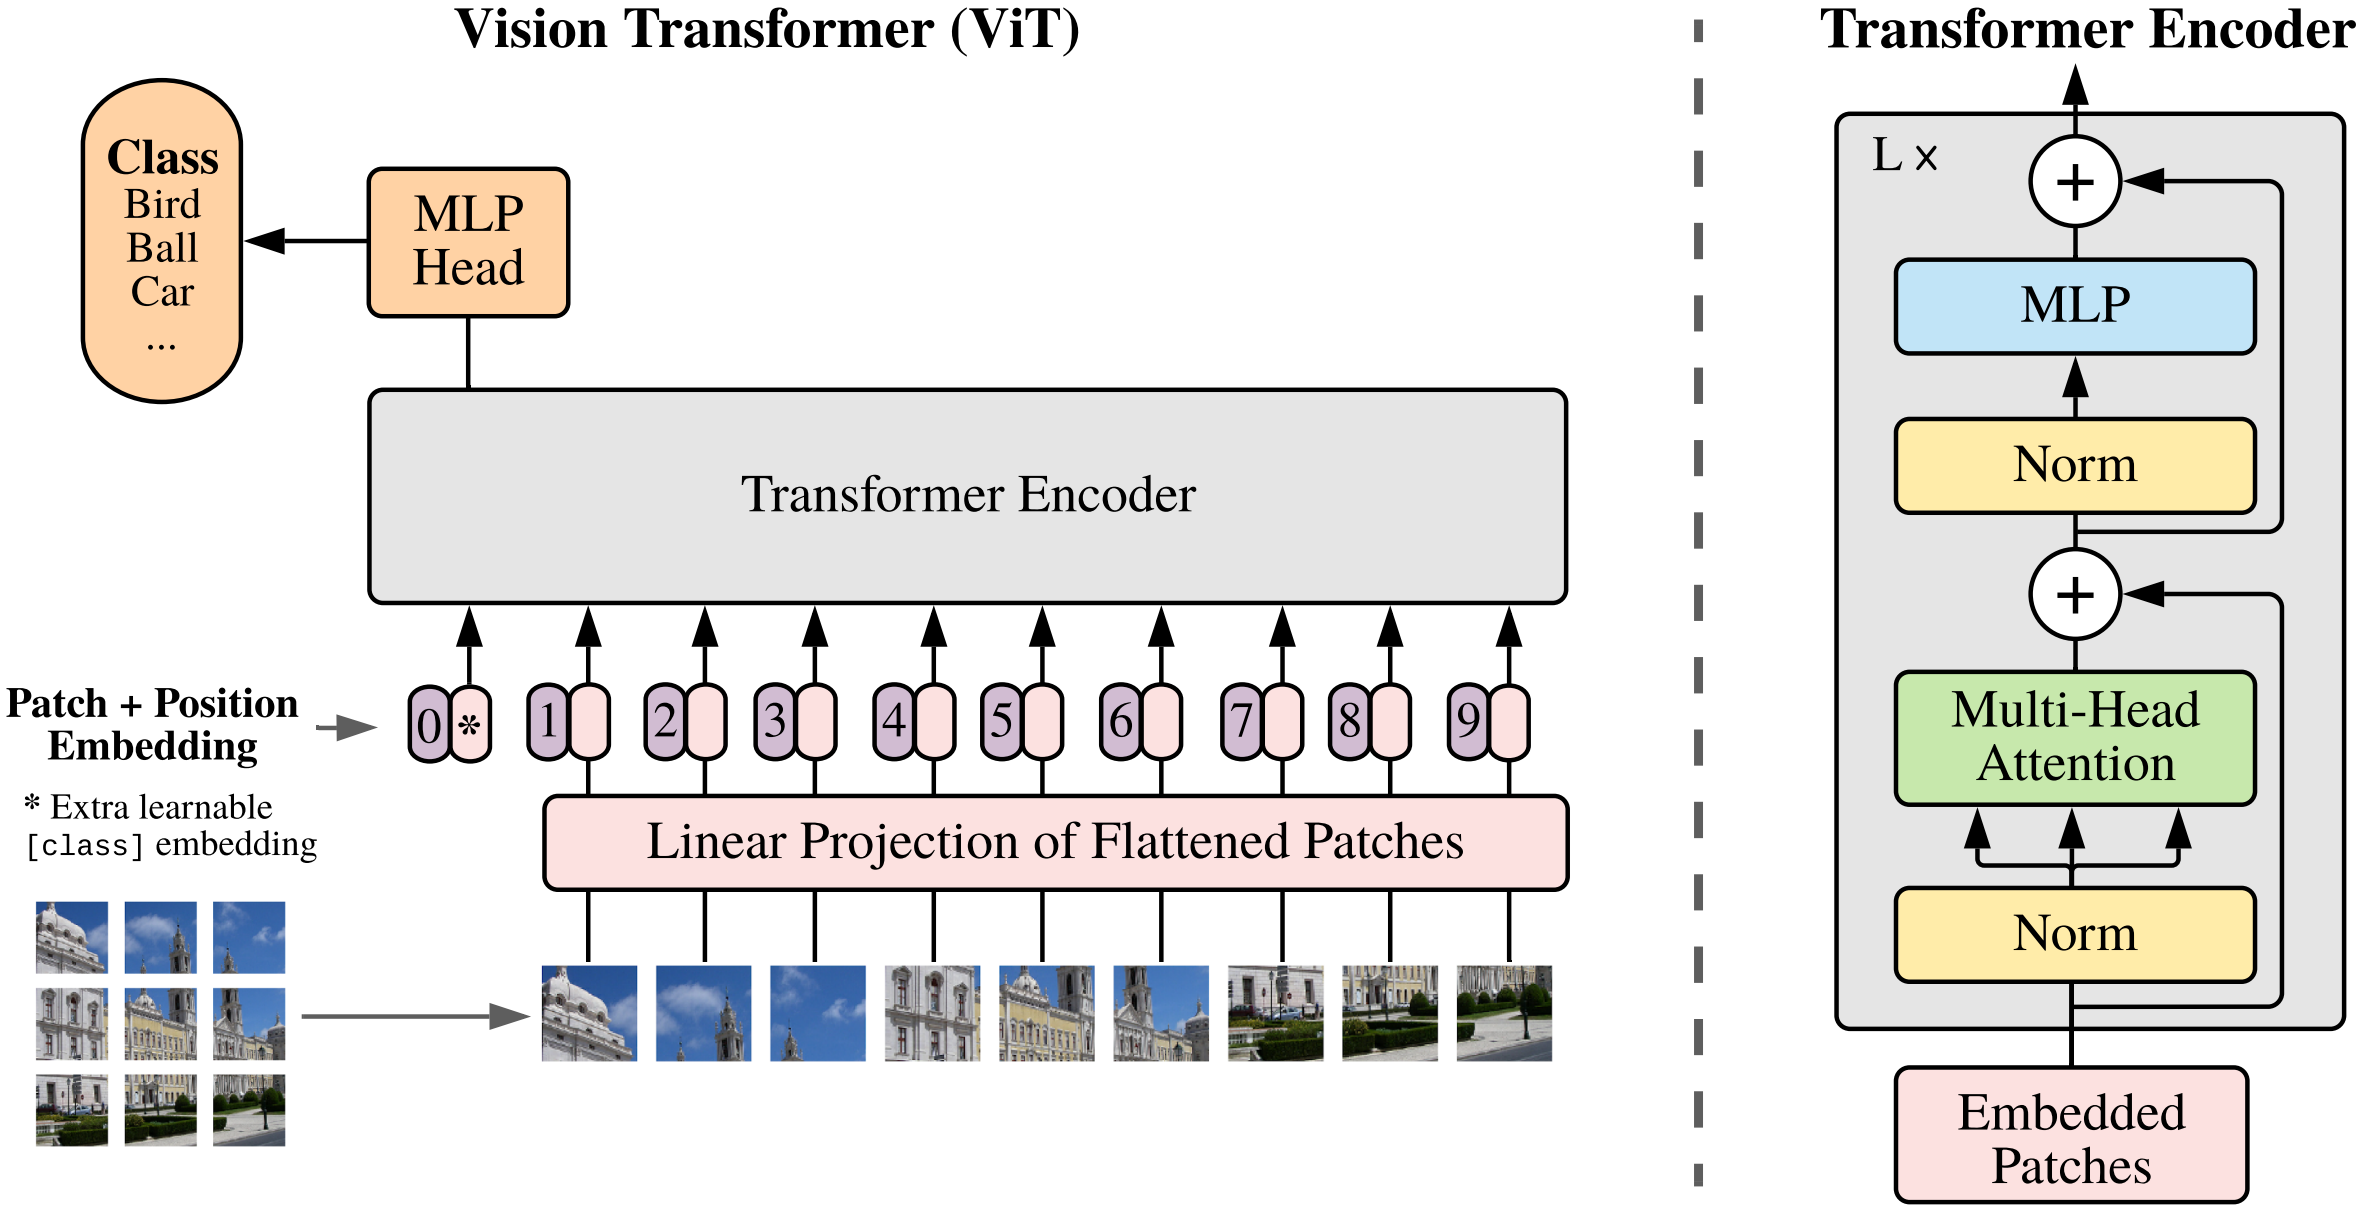 Vision Transformer (ViT)
Class
Bird
Ball
Car
...
MLP
Head
Transformer Encoder
Patch + Position
Embedding
0 * 1 2 3 4 5 6 7 8 9
* Extra learnable
[class] embedding
Linear Projection of Flattened Patches
Transformer Encoder
L ×
+
MLP
Norm
+
Multi-Head
Attention
Norm
Embedded
Patches